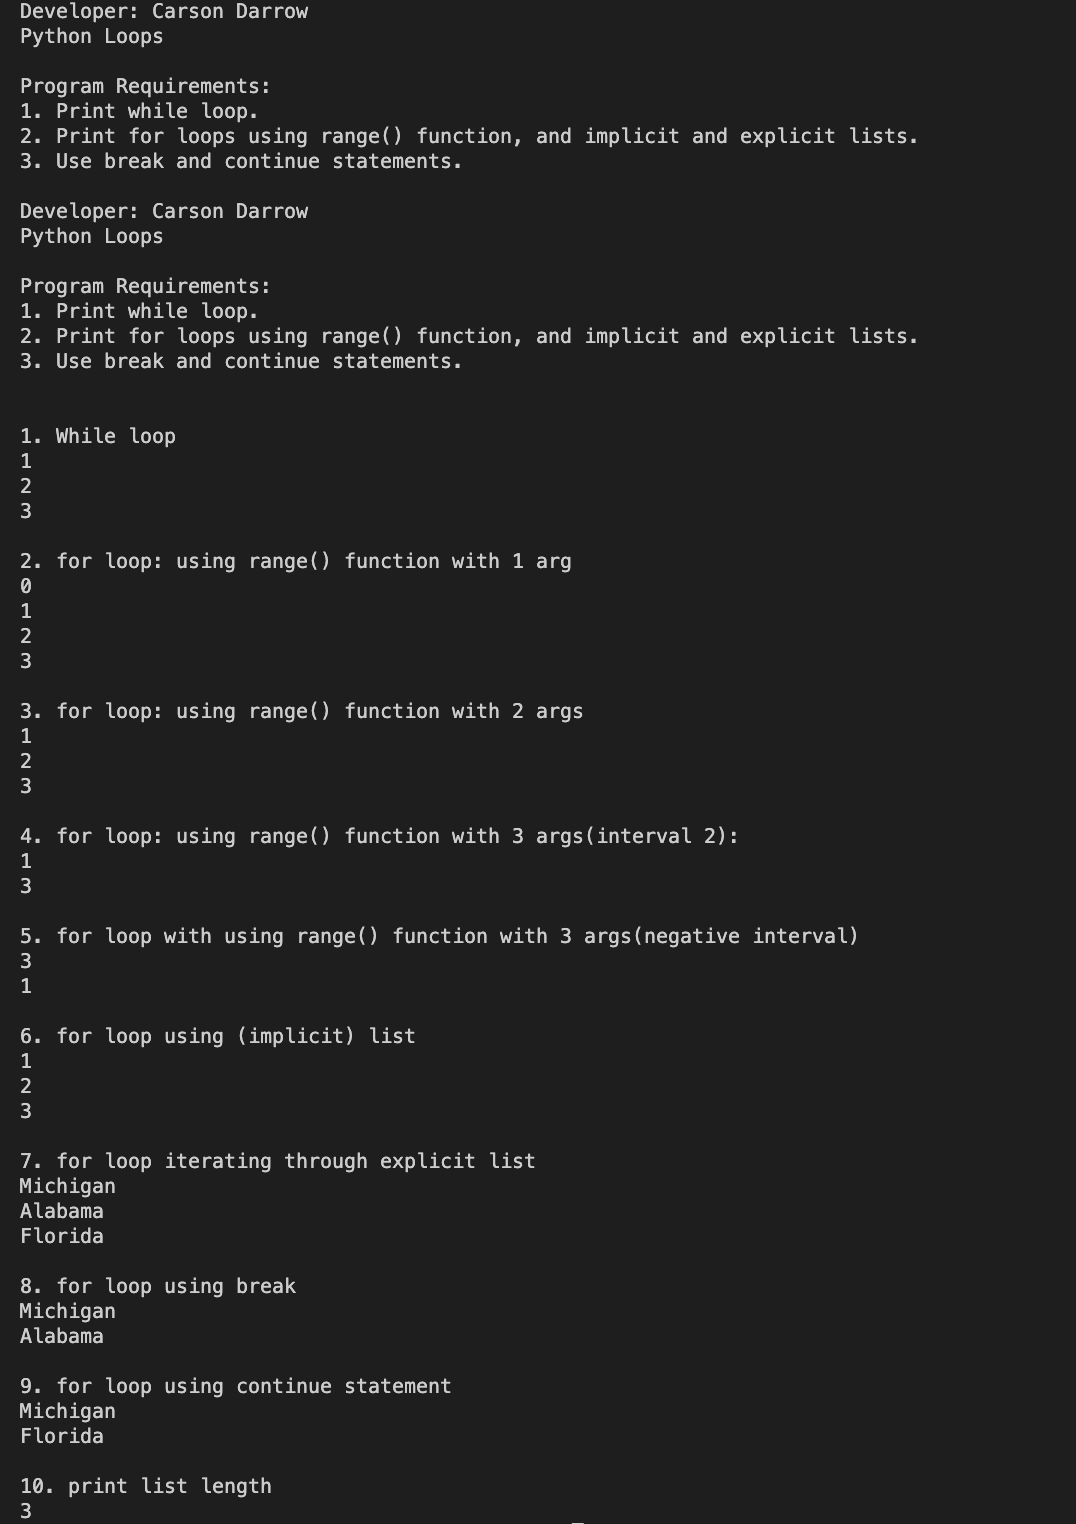 Developer: Carson Darrow
Python Loops
Program Requirements:
1. Print while loop.
2. Print for loops using range() function, and implicit and explicit lists.
3. Use break and continue statements.
Developer: Carson Darrow
Python Loops
Program Requirements:
1. Print while loop.
2. Print for loops using range() function, and implicit and explicit lists.
3. Use break and continue statements.
1. While loop
1
2
3
2. for loop: using range() function with 1 arg
0
1
2
3
3. for loop: using range() function with 2 args
1
2
3
4. for loop: using range() function with 3 args(interval 2):
1
3
5. for loop with using range() function with 3 args(negative interval)
3
1
6. for loop using (implicit) list
1
2
3
7. for loop iterating through explicit list
Michigan
Alabama
Florida
8. for loop using break
Michigan
Alabama
9. for loop using continue statement
Michigan
Florida
10. print list length
3